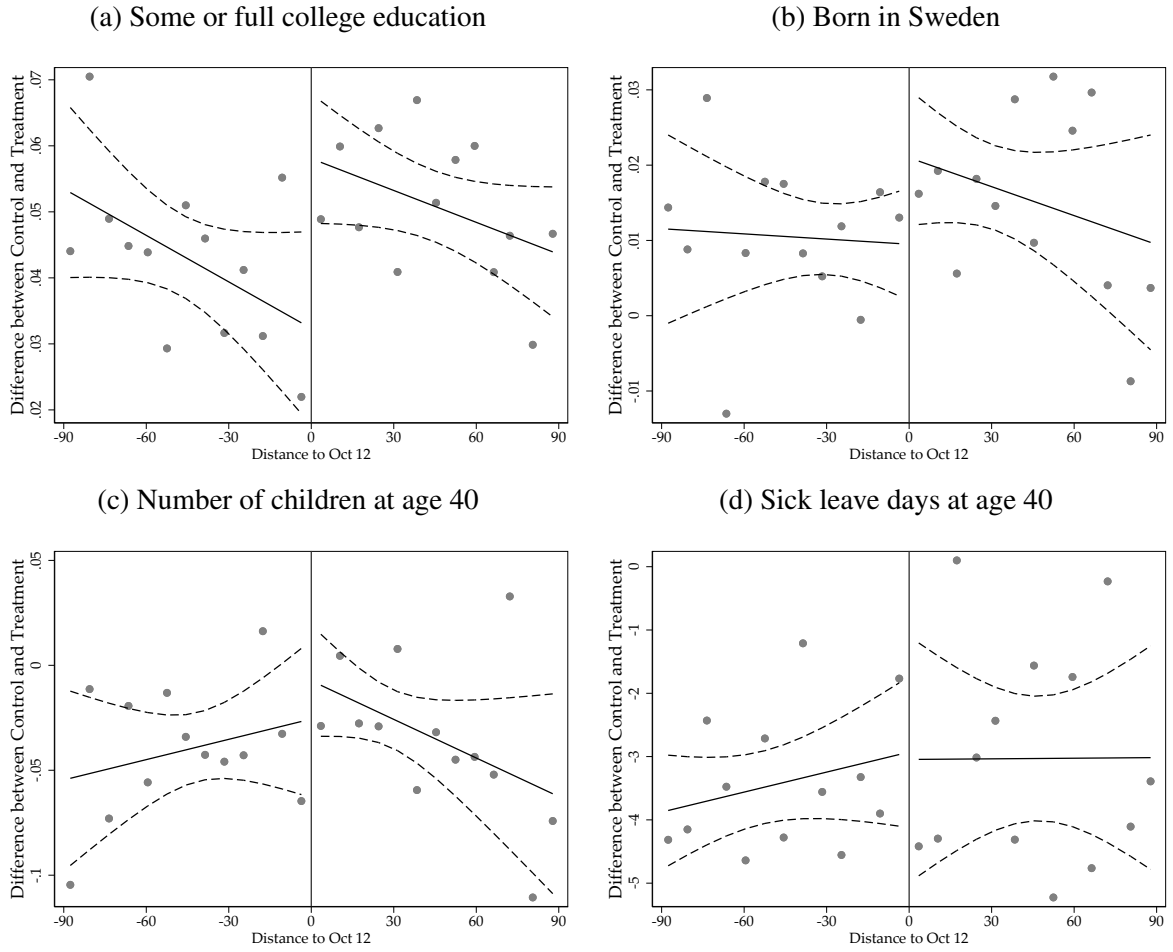 (a) Some or full college education
(b) Born in Sweden
Difference between Control and Treatment
.07
.06
.05
.04
.03
.02
-90 -60 -30 0 30 60 90
Distance to Oct 12
Difference between Control and Treatment
.03
.02
.01
0
-.01
-90 -60 -30 0 30 60 90
Distance to Oct 12
(c) Number of children at age 40
(d) Sick leave days at age 40
Difference between Control and Treatment
.05
0
-.05
-.1
-90 -60 -30 0 30 60 90
Distance to Oct 12
Difference between Control and Treatment
0
-1
-2
-3
-4
-5
-90 -60 -30 0 30 60 90
Distance to Oct 12